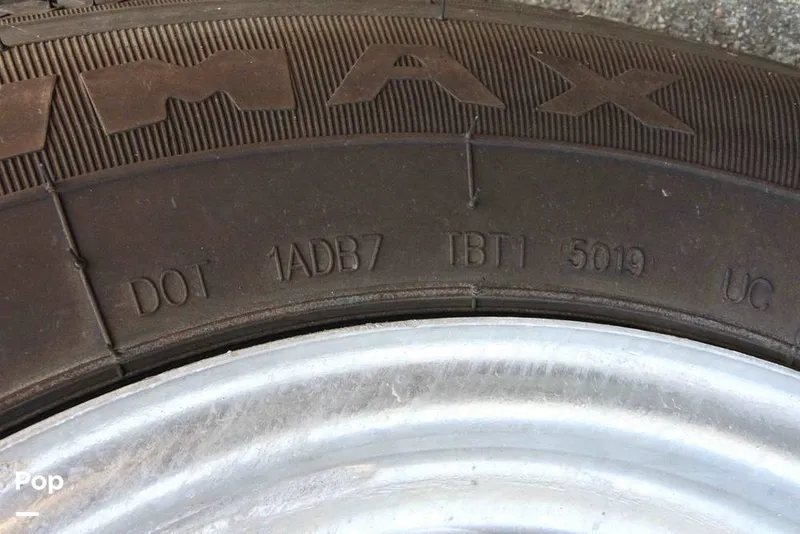 MAX
DOT 1ADB7 TBT1 5019 UC
Pop